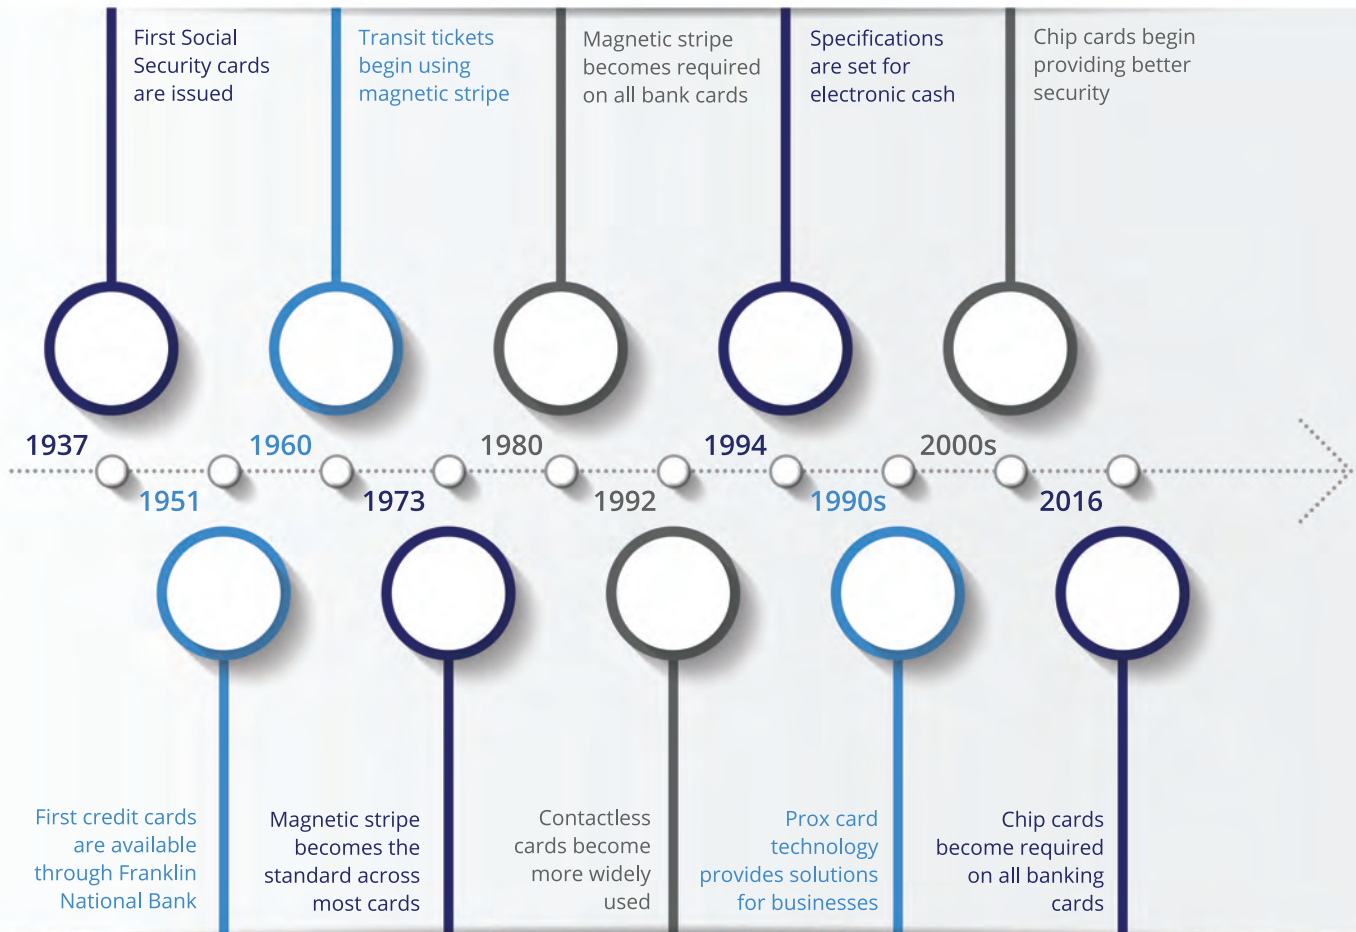 First Social
Security cards
are issued
Transit tickets
begin using
magnetic stripe
Magnetic stripe
becomes required
on all bank cards
Specifications
are set for
electronic cash
Chip cards begin
providing better
security
1937
1960
1980
1994
2000s
1951
1973
1992
1990s
2016
First credit cards
are available
through Franklin
National Bank
Magnetic stripe
becomes the
standard across
most cards
Contactless
cards become
more widely
used
Prox card
technology
provides solutions
for businesses
Chip cards
become required
on all banking
cards